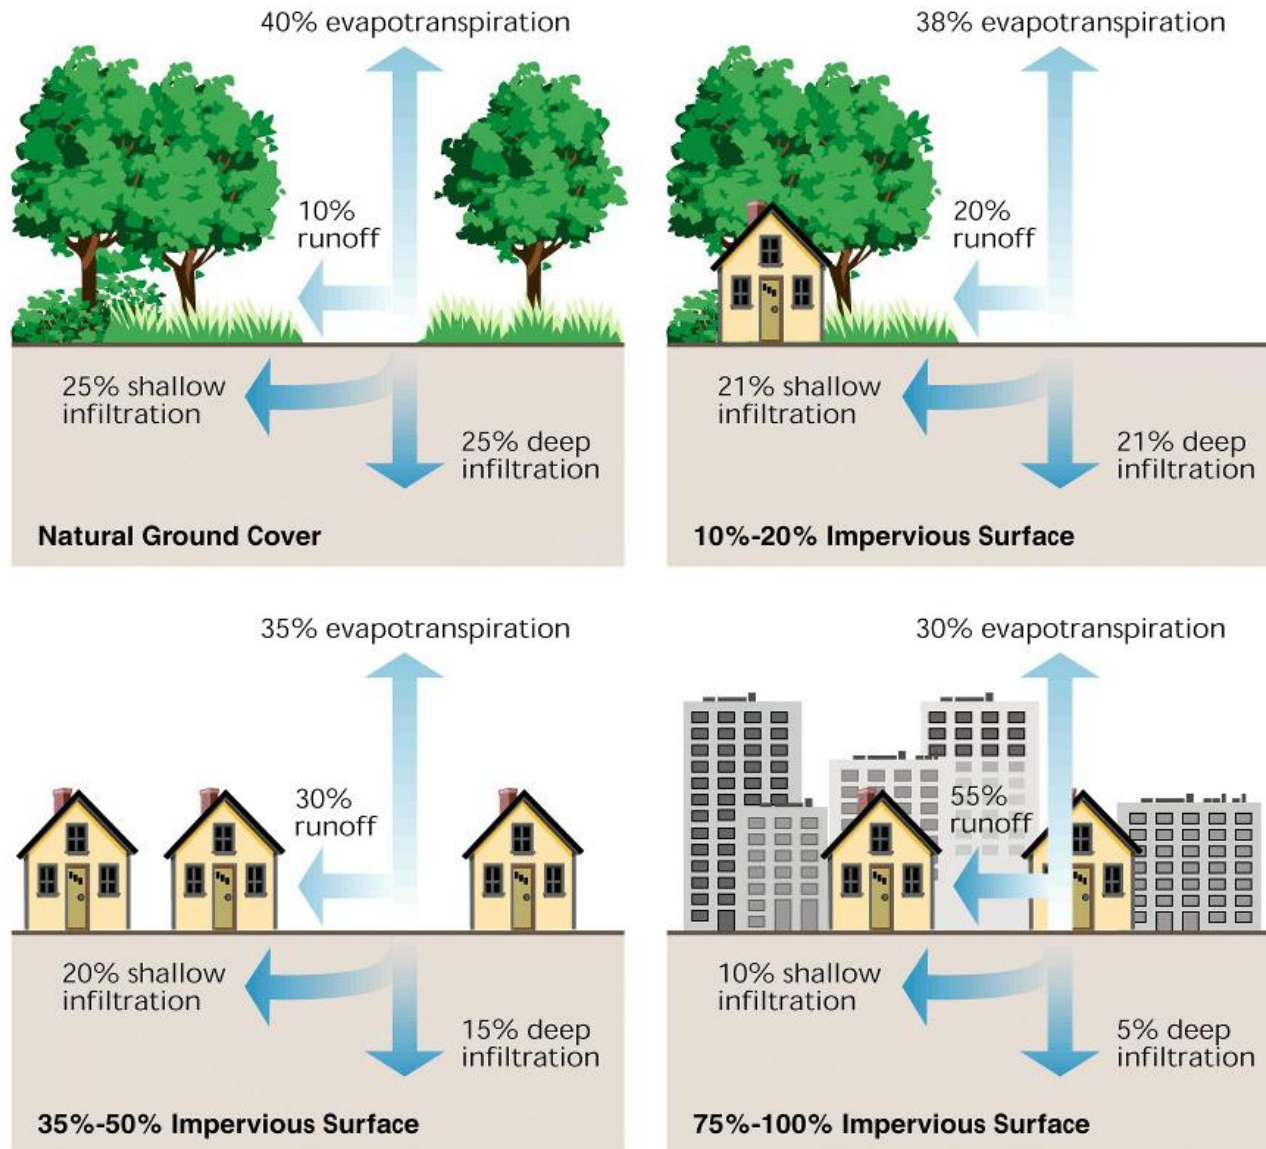 40% evapotranspiration
10%
runoff
25% shallow
infiltration
25% deep
infiltration
Natural Ground Cover
38% evapotranspiration
20%
runoff
21% shallow
infiltration
21% deep
infiltration
10%-20% Impervious Surface
35% evapotranspiration
30%
runoff
20% shallow
infiltration
15% deep
infiltration
35%-50% Impervious Surface
30% evapotranspiration
55%
runoff
10% shallow
infiltration
5% deep
infiltration
75%-100% Impervious Surface